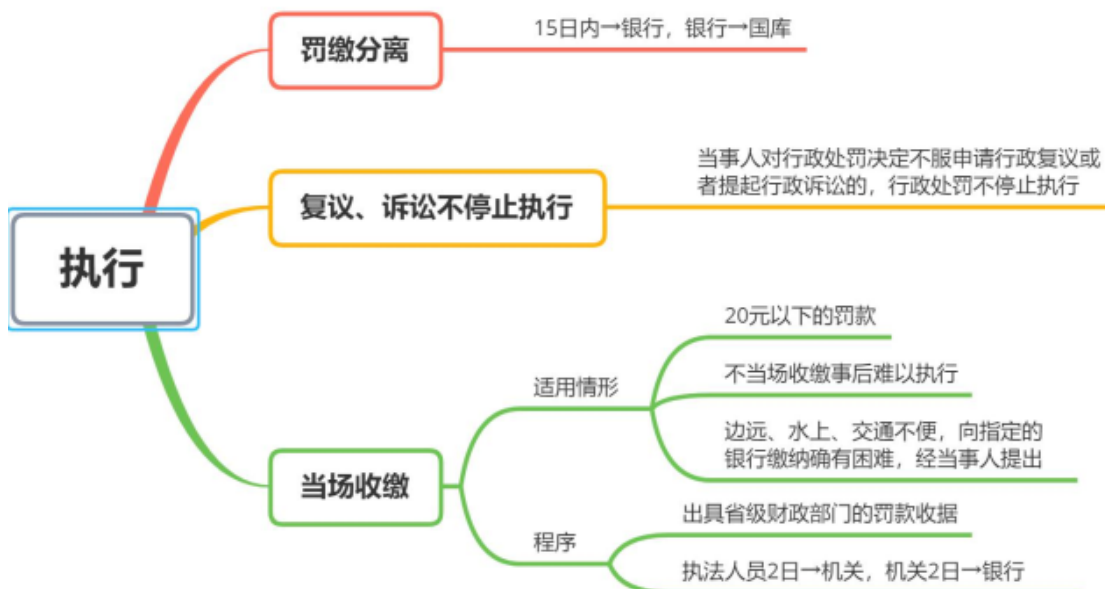 执行
罚缴分离
15日内→银行，银行→国库
复议、诉讼不停止执行
当事人对行政处罚决定不服申请行政复议或
者提起行政诉讼的，行政处罚不停止执行
当场收缴
适用情形
20元以下的罚款
不当场收缴事后难以执行
边远、水上、交通不便，向指定的
银行缴纳确有困难，经当事人提出
程序
出具省级财政部门的罚款收据
执法人员2日→机关，机关2日→银行